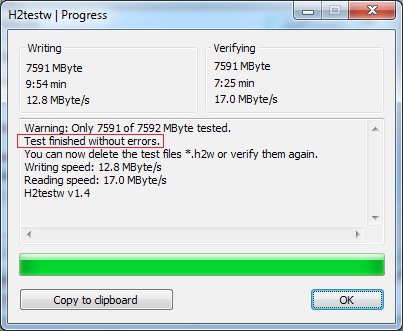 H2testw | Progress
Writing
7591 MByte
9:54 min
12.8 MByte/s
Verifying
7591 MByte
7:25 min
17.0 MByte/s
Warning: Only 7591 of 7592 MByte tested.
Test finished without errors.
You can now delete the test files *.h2w or verify them again.
Writing speed: 12.8 MByte/s
Reading speed: 17.0 MByte/s
H2testw v1.4
Copy to clipboard
OK